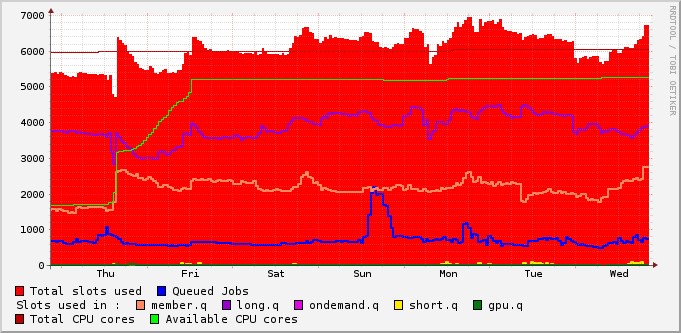 RRDTOOL / TOBI OETIKER
7000
6000
5000
4000
3000
2000
1000
0
Thu Fri Sat Sun Mon Tue Wed
Total slots used Queued Jobs
Slots used in : member.q long.q ondemand.q short.q gpu.q
Total CPU cores Available CPU cores